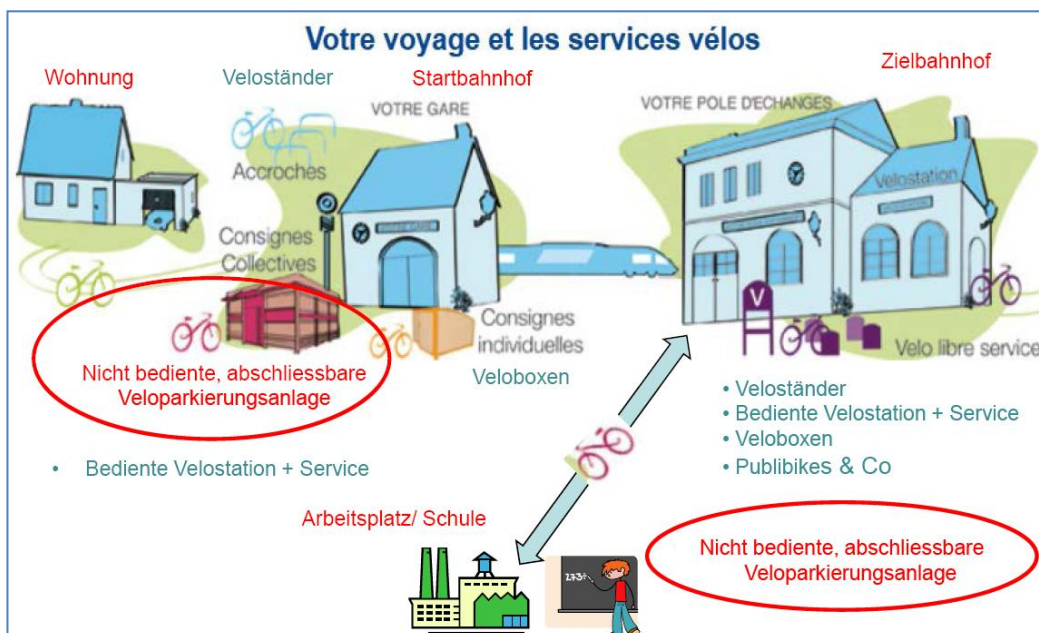 Votre voyage et les services vélos
Wohnung
Veloständer
Startbahnhof
Zielbahnhof
VOTRE GARE
VOTRE POLE D'ECHANGES
Accroches
Velostation
Consignes
Collectives
VOTRE GARE
Consignes
individuelles
V
Velo libre service
Nicht bediente, abschliessbare
Veloparkierungsanlage
Veloboxen
• Veloständer
• Bediente Velostation + Service
• Veloboxen
• Publibikes & Co
• Bediente Velostation + Service
Arbeitsplatz/ Schule
Nicht bediente, abschliessbare
Veloparkierungsanlage